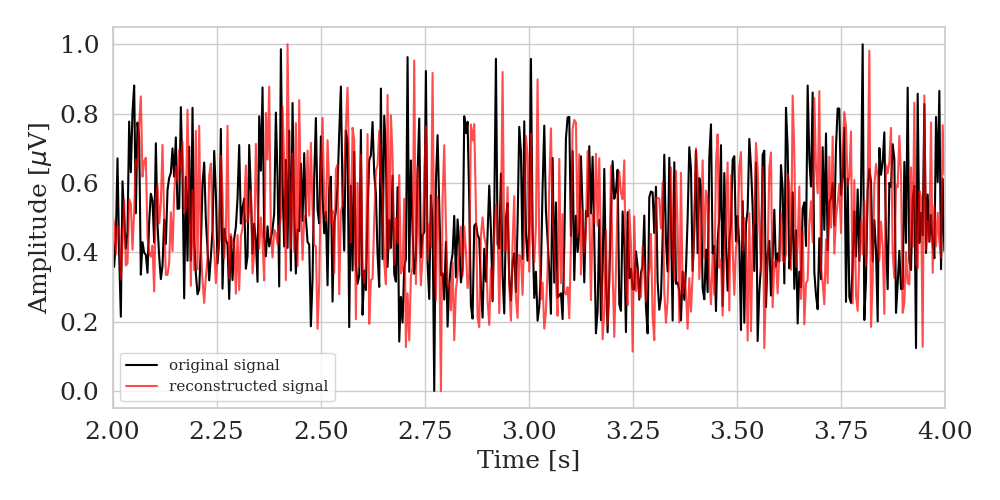 Amplitude [μV]
1.0
0.8
0.6
0.4
0.2
0.0
original signal
reconstructed signal
2.00 2.25 2.50 2.75 3.00 3.25 3.50 3.75 4.00
Time [s]